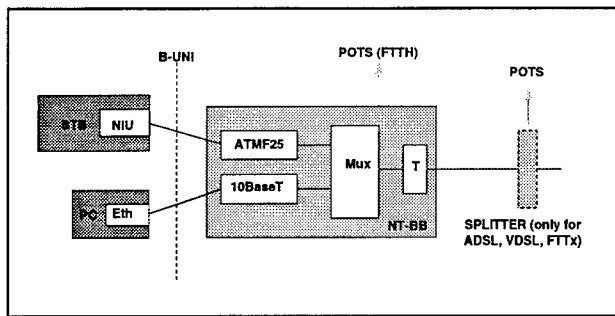 B-UNI
POTS (FTTH)
POTS
STB
NIU
ATMF25
Mux
T
10BaseT
PC
Eth
NT-BB
SPLITTER (only for
ADSL, VDSL, FTTx)